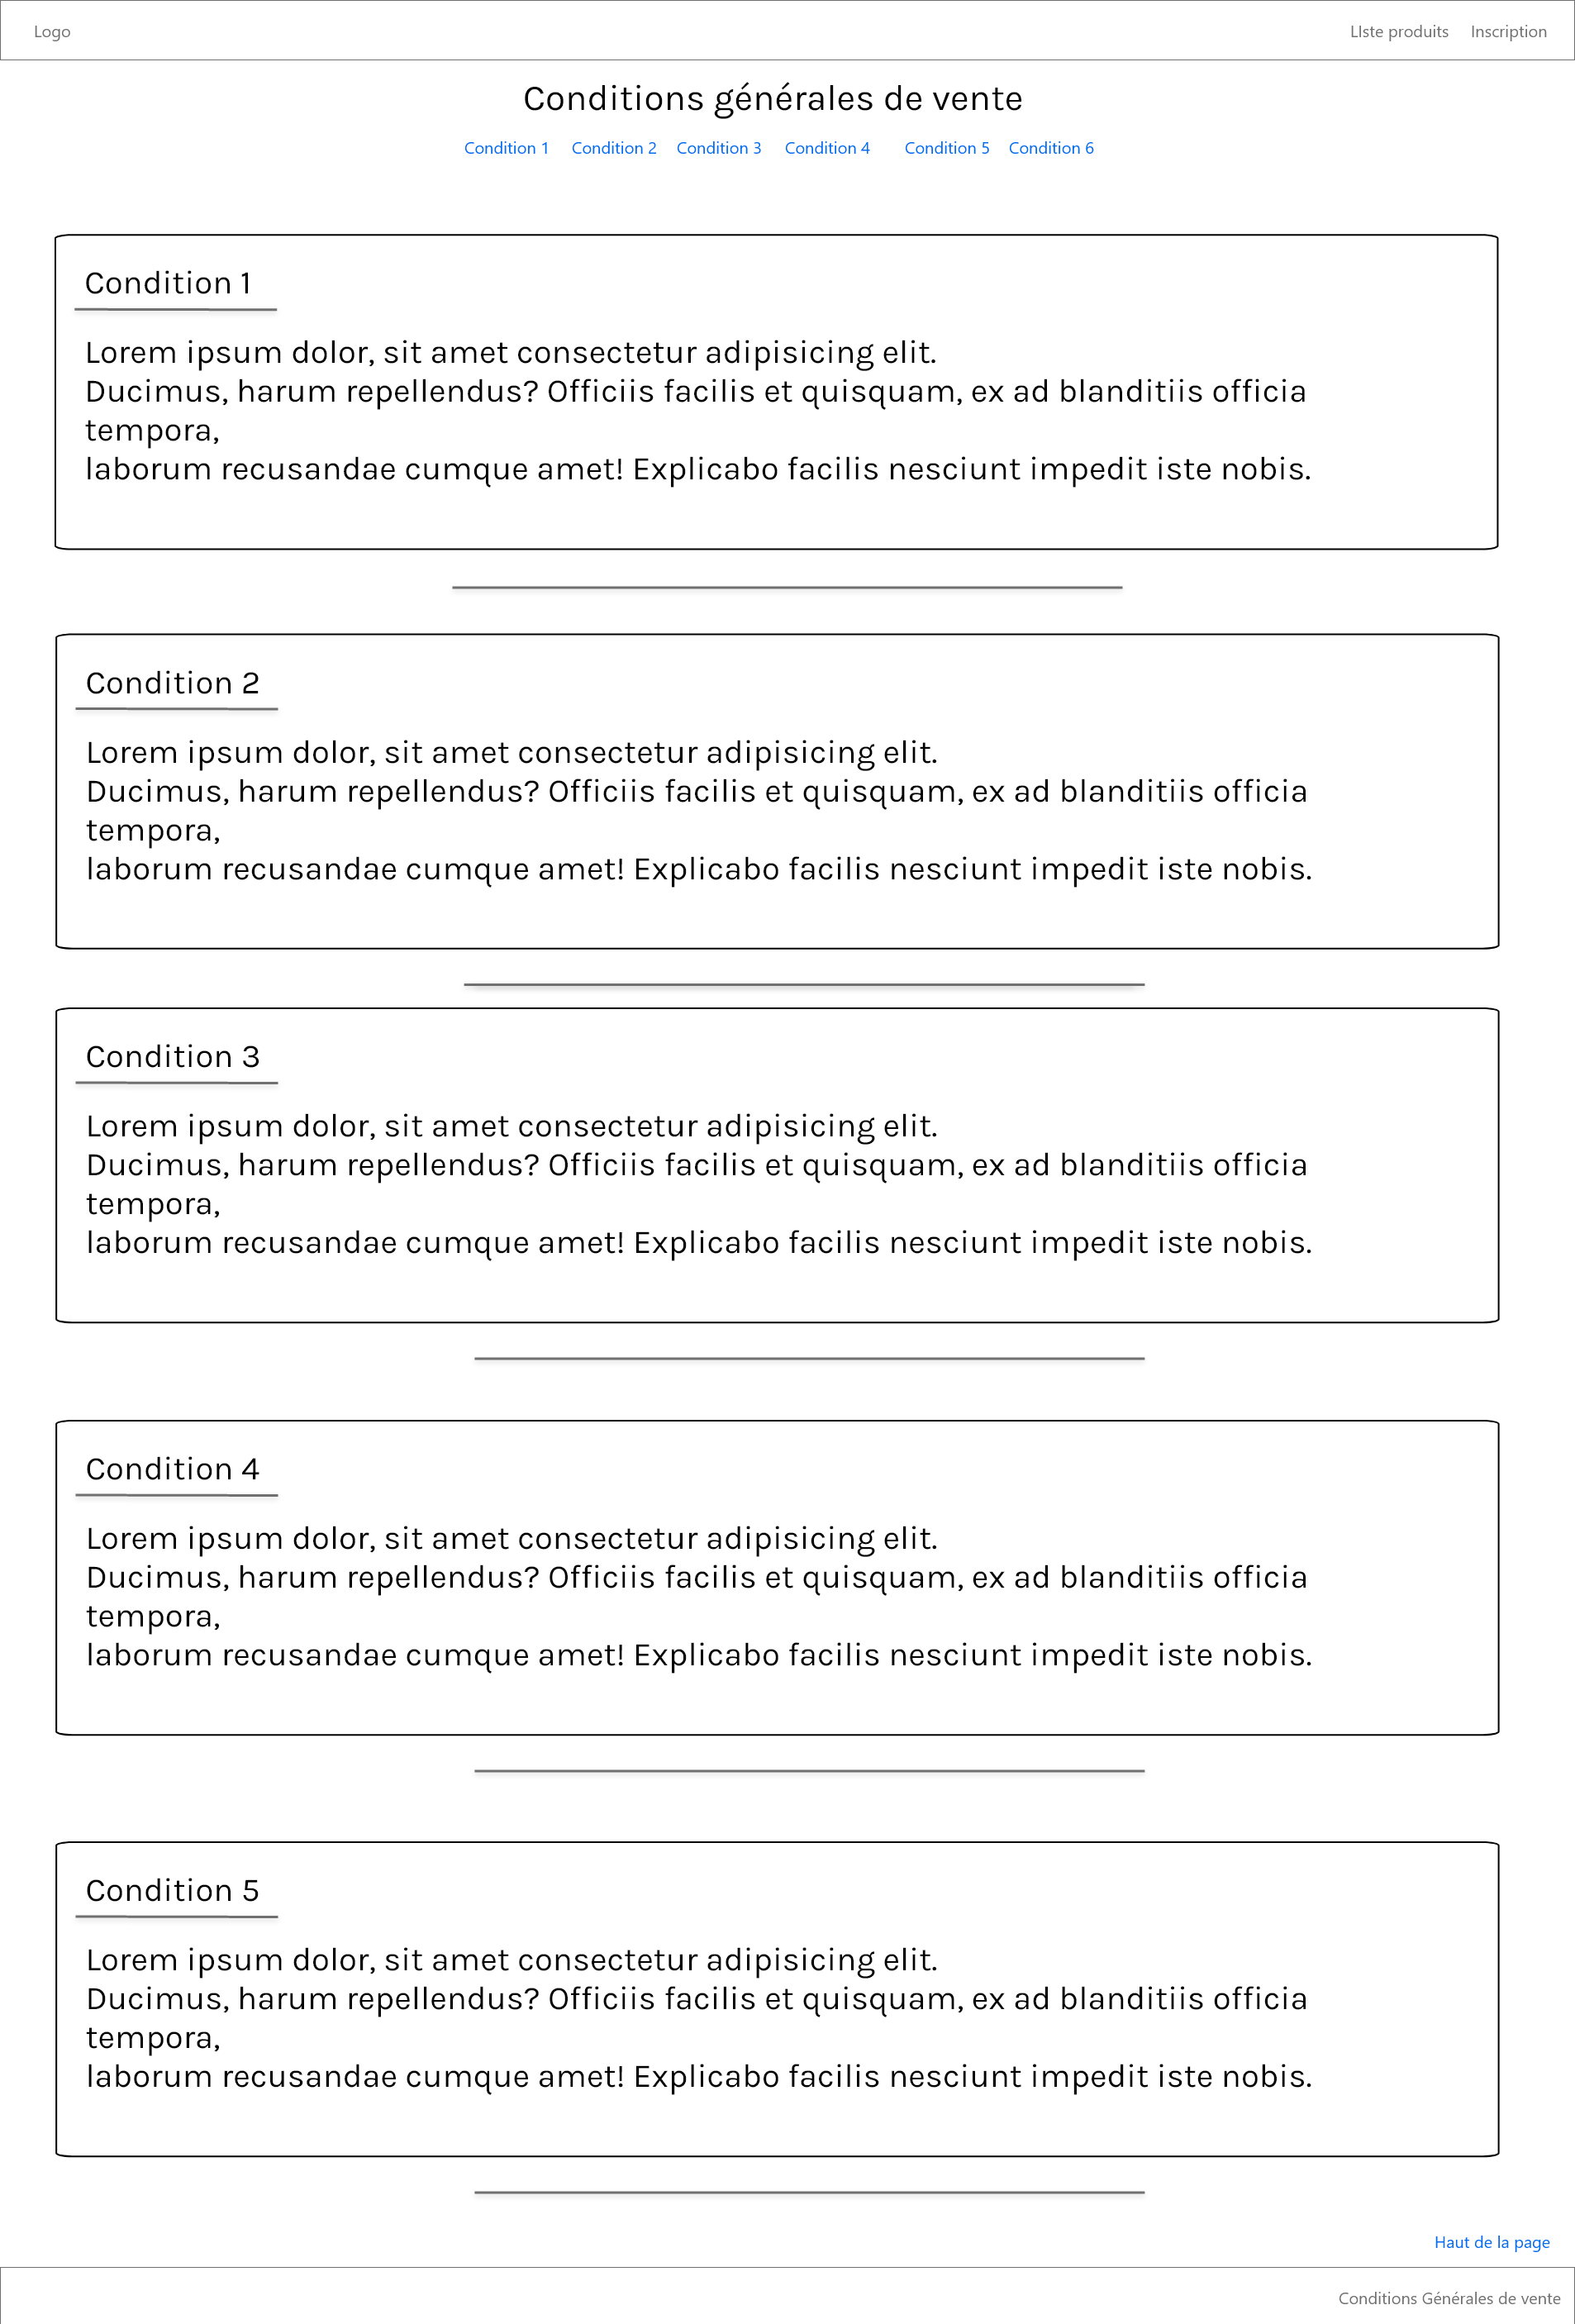 Logo LIste produits Inscription
Conditions générales de vente
Condition 1 Condition 2 Condition 3 Condition 4 Condition 5 Condition 6
Condition 1
Lorem ipsum dolor, sit amet consectetur adipisicing elit.
Ducimus, harum repellendus? Officiis facilis et quisquam, ex ad blanditiis officia
tempora,
laborum recusandae cumque amet! Explicabo facilis nesciunt impedit iste nobis.
Condition 2
Lorem ipsum dolor, sit amet consectetur adipisicing elit.
Ducimus, harum repellendus? Officiis facilis et quisquam, ex ad blanditiis officia
tempora,
laborum recusandae cumque amet! Explicabo facilis nesciunt impedit iste nobis.
Condition 3
Lorem ipsum dolor, sit amet consectetur adipisicing elit.
Ducimus, harum repellendus? Officiis facilis et quisquam, ex ad blanditiis officia
tempora,
laborum recusandae cumque amet! Explicabo facilis nesciunt impedit iste nobis.
Condition 4
Lorem ipsum dolor, sit amet consectetur adipisicing elit.
Ducimus, harum repellendus? Officiis facilis et quisquam, ex ad blanditiis officia
tempora,
laborum recusandae cumque amet! Explicabo facilis nesciunt impedit iste nobis.
Condition 5
Lorem ipsum dolor, sit amet consectetur adipisicing elit.
Ducimus, harum repellendus? Officiis facilis et quisquam, ex ad blanditiis officia
tempora,
laborum recusandae cumque amet! Explicabo facilis nesciunt impedit iste nobis.
Haut de la page
Conditions Générales de vente